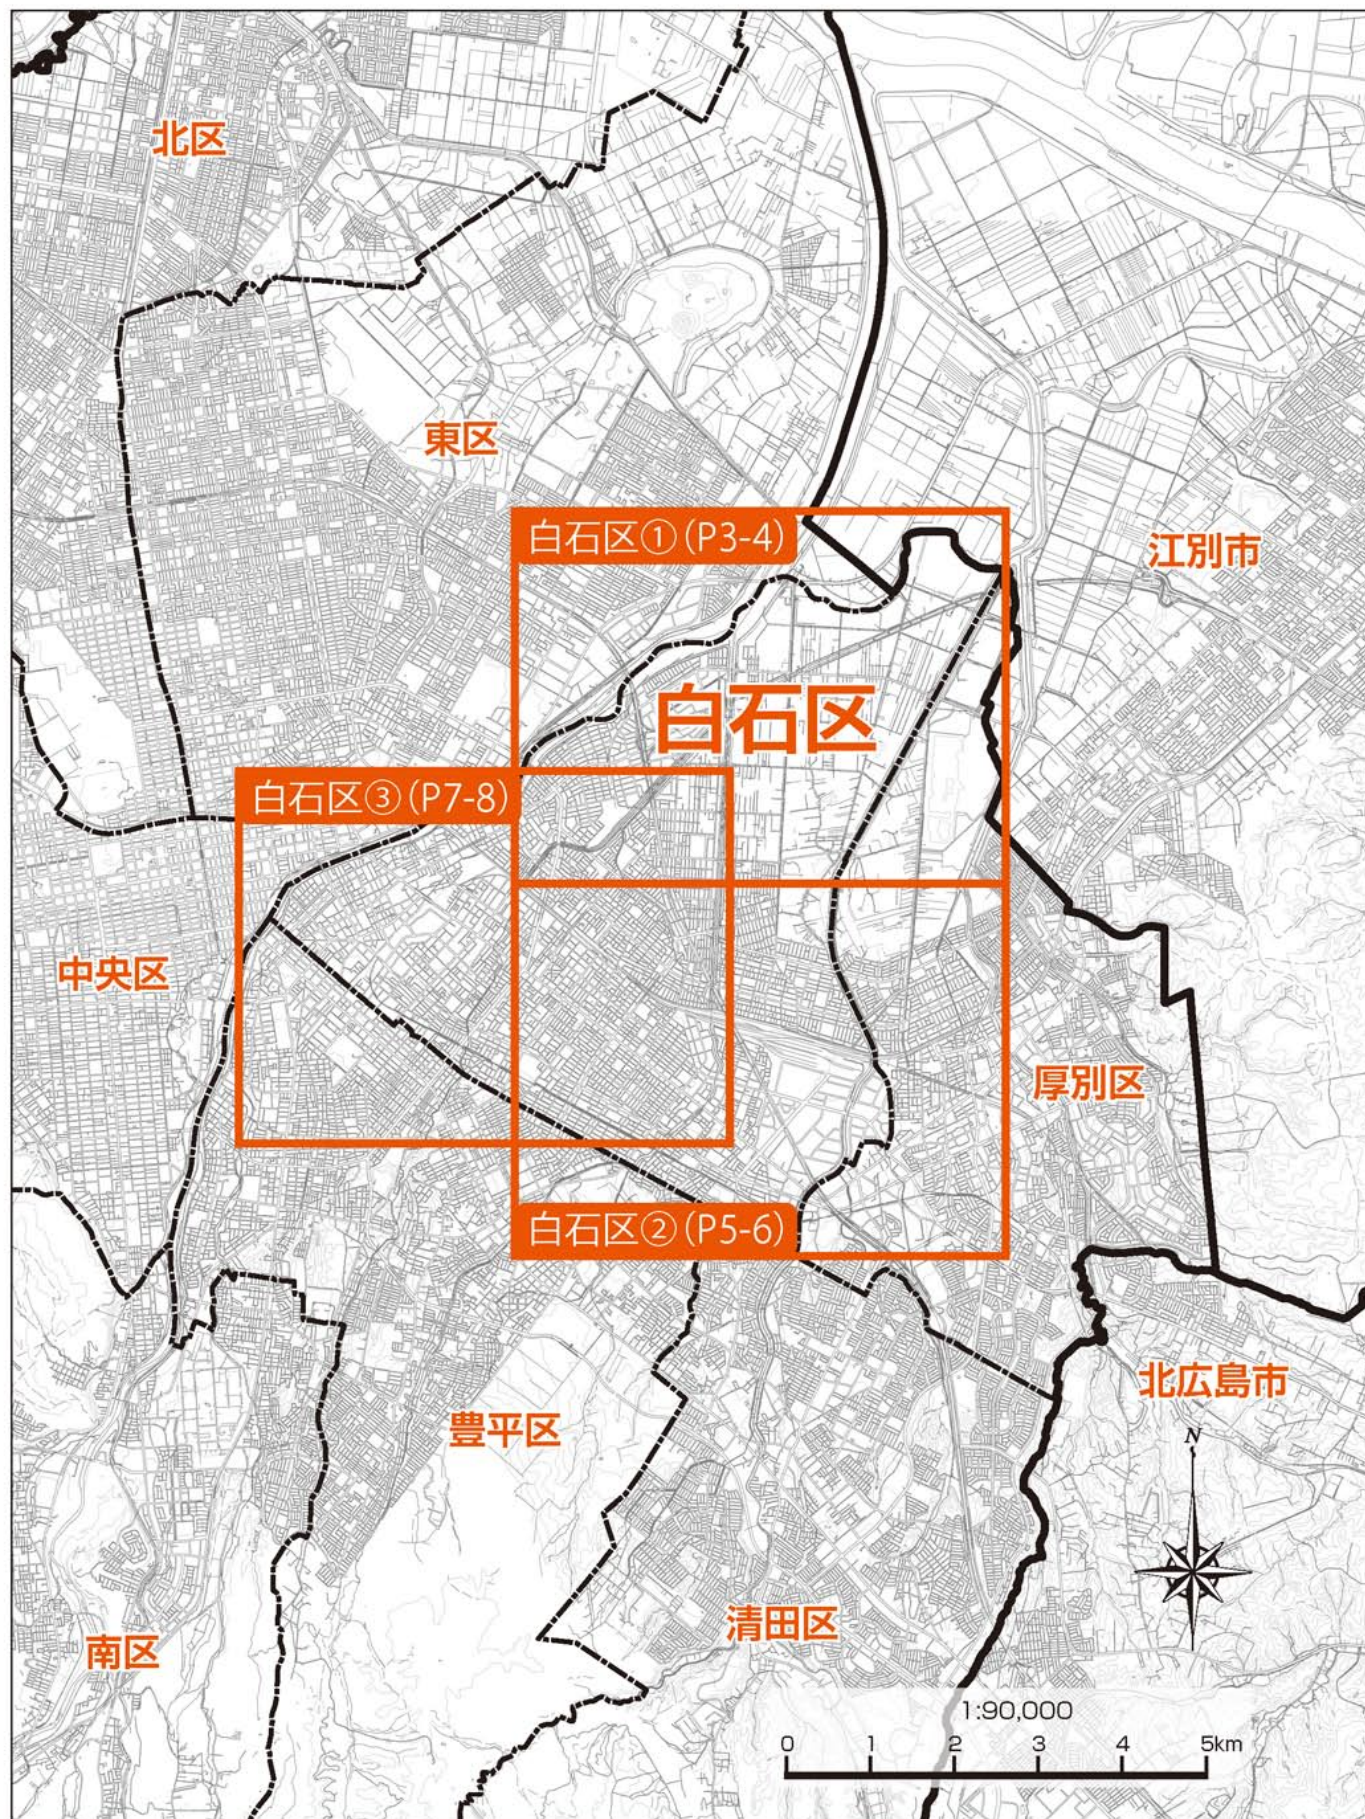 北区
東区
白石区①(P3-4)
江別市
白石区
白石区③(P7-8)
中央区
厚別区
白石区②(P5-6)
北広島市
豊平区
N
清田区
南区
1:90,000
0 1 2 3 4 5km